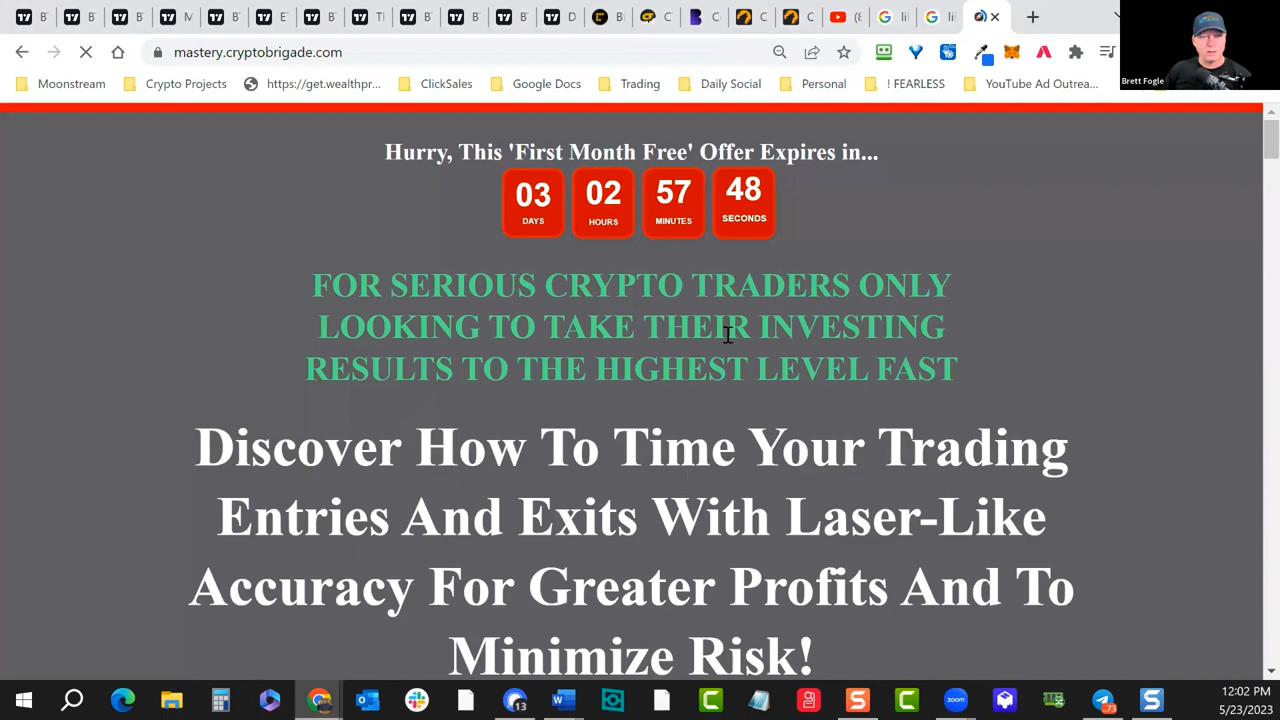 mastery.cryptobrigade.com
Brett Fogle
Moonstream
Crypto Projects
https://get.wealthpr...
ClickSales
Google Docs
Trading
Daily Social
Personal
! FEARLESS
YouTube Ad Outrea...
Hurry, This 'First Month Free' Offer Expires in...
03 02 57 48
DAYS HOURS MINUTES SECONDS
FOR SERIOUS CRYPTO TRADERS ONLY
LOOKING TO TAKE THEIR INVESTING
RESULTS TO THE HIGHEST LEVEL FAST
Discover How To Time Your Trading
Entries And Exits With Laser-Like
Accuracy For Greater Profits And To
Minimize Risk!
12:02 PM
5/23/2023